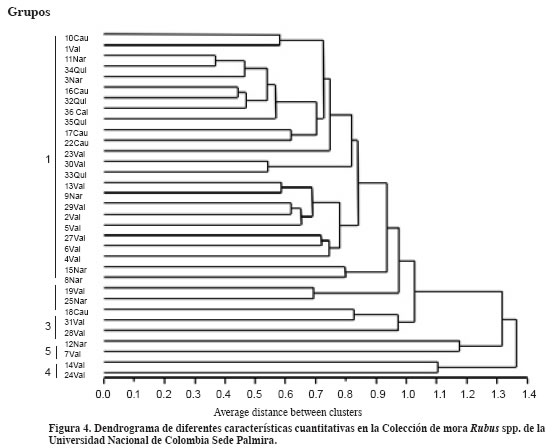 Grupos
10Cau
1Val
11Nar
34Qui
3Nar
16Cau
32Qui
36 Cal
35Qui
17Cau
22Cau
23Val
1
30Val
33Qui
13Val
9Nar
29Val
2Val
5Val
27Val
6Val
4Val
15Nar
8Nar
19Val
25Nar
18Cau
3
31Val
28Val
12Nar
5
7Val
14Val
4
24Val
0.0 0.1 0.2 0.3 0.4 0.5 0.6 0.7 0.8 0.9 1.0 1.1 1.2 1.3 1.4
Average distance between clusters
Figura 4. Dendrograma de diferentes características cuantitativas en la Colección de mora Rubus spp. de la
Universidad Nacional de Colombia Sede Palmira.